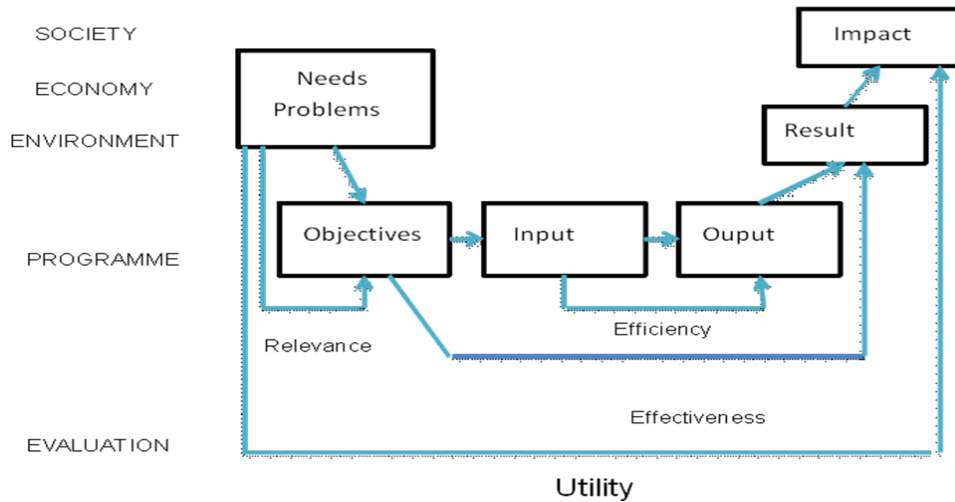 SOCIETY
Impact
Needs
Problems
ECONOMY
ENVIRONMENT
Result
Objectives
Input
Ouput
PROGRAMME
Efficiency
Relevance
Effectiveness
EVALUATION
Utility